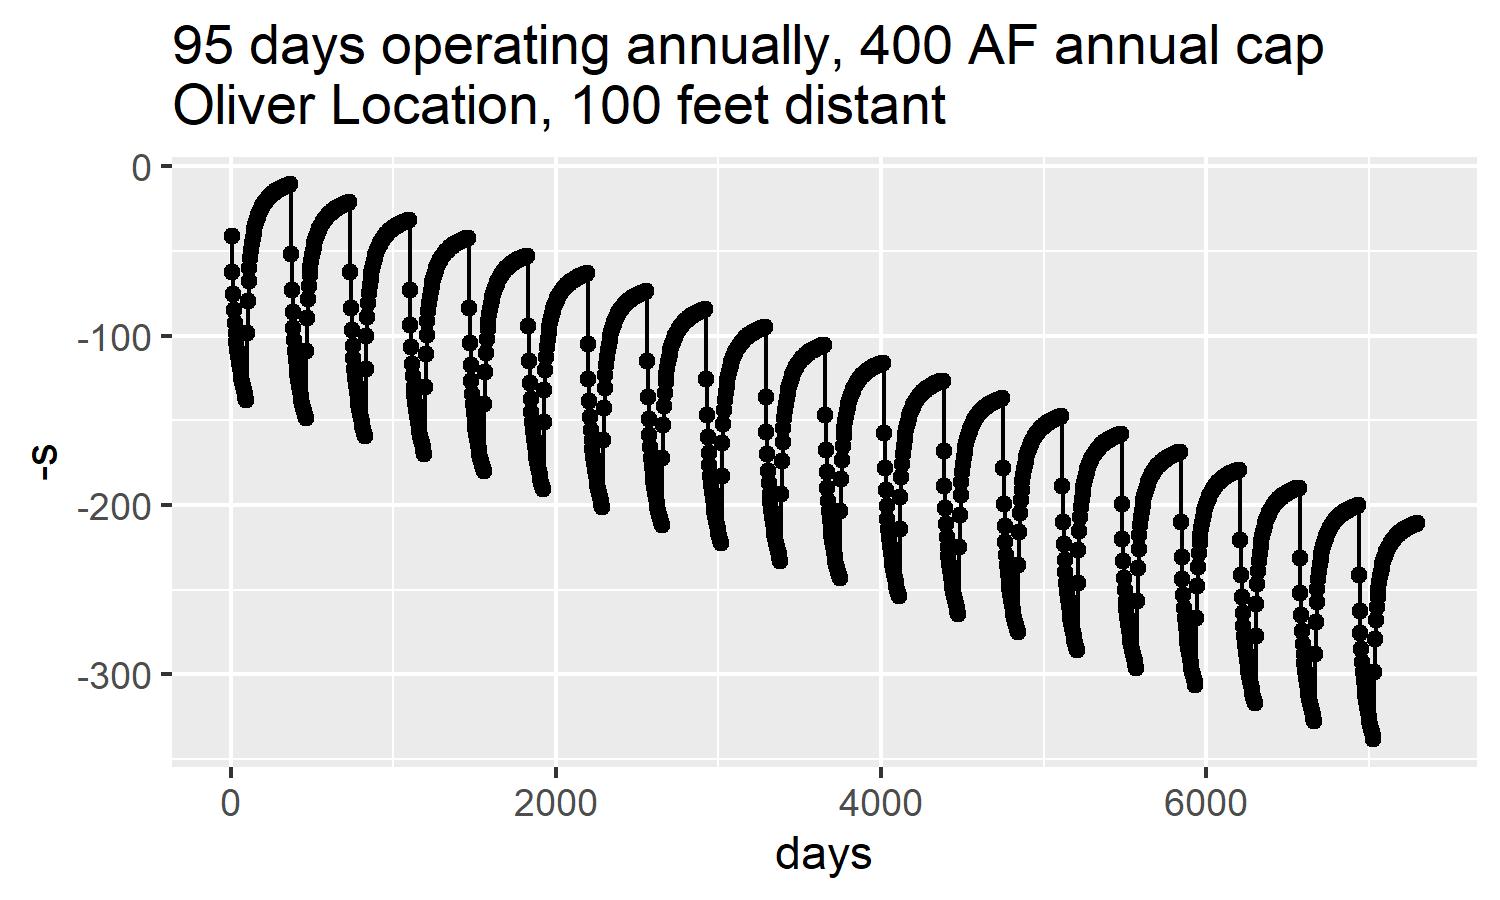 95 days operating annually, 400 AF annual cap
Oliver Location, 100 feet distant
0
-100
-200
-300
-s
0 2000 4000 6000
days